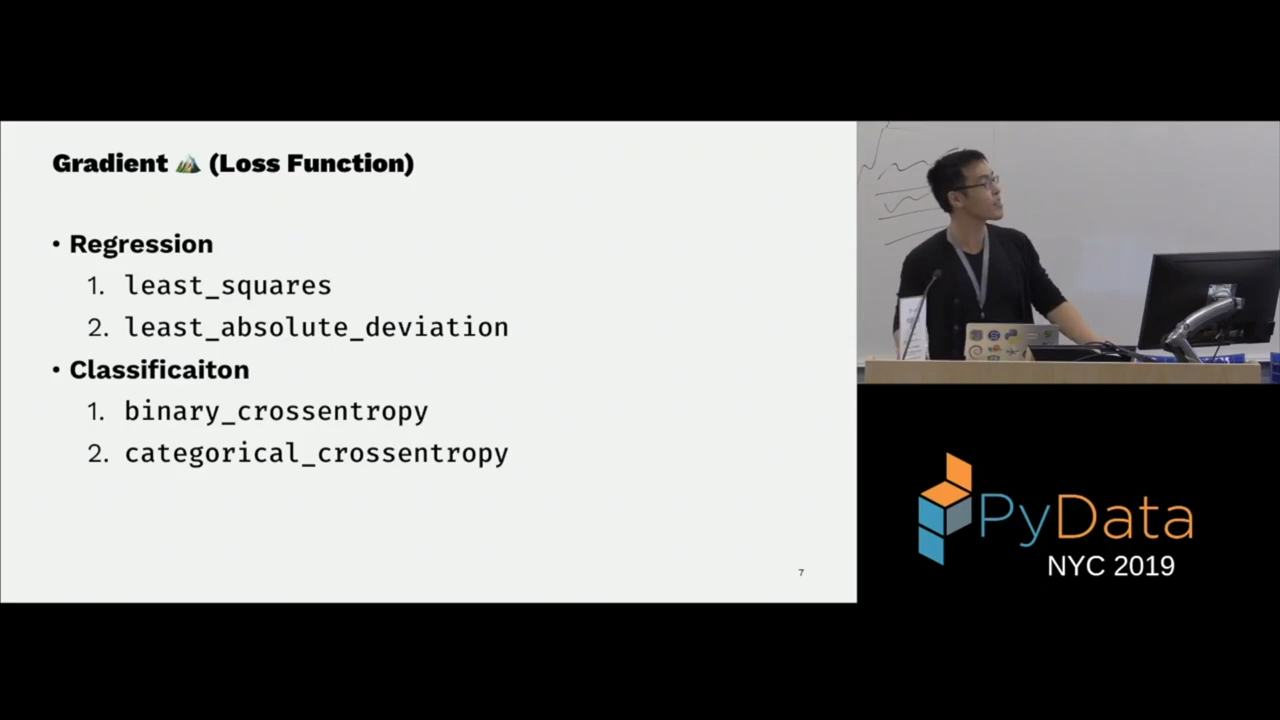 Gradient ⛰️ (Loss Function)
• Regression
1. least_squares
2. least_absolute_deviation
• Classificaiton
1. binary_crossentropy
2. categorical_crossentropy
7
PyData
NYC 2019